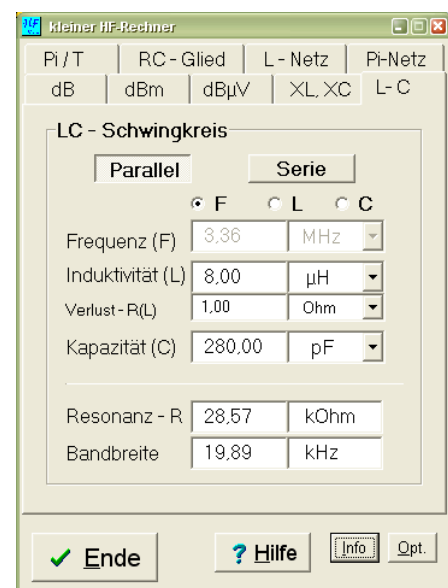 kleiner HF-Rechner
Pi / T RC - Glied L - Netz Pi-Netz
dB dBm dBµV XL, XC L- C
LC - Schwingkreis
Parallel Serie
F L C
Frequenz (F) 3,36 MHz
Induktivität (L) 8,00 µH
Verlust - R(L) 1,00 Ohm
Kapazität (C) 280,00 pF
Resonanz - R 28,57 kOhm
Bandbreite 19,89 kHz
Ende ? Hilfe Info Opt.